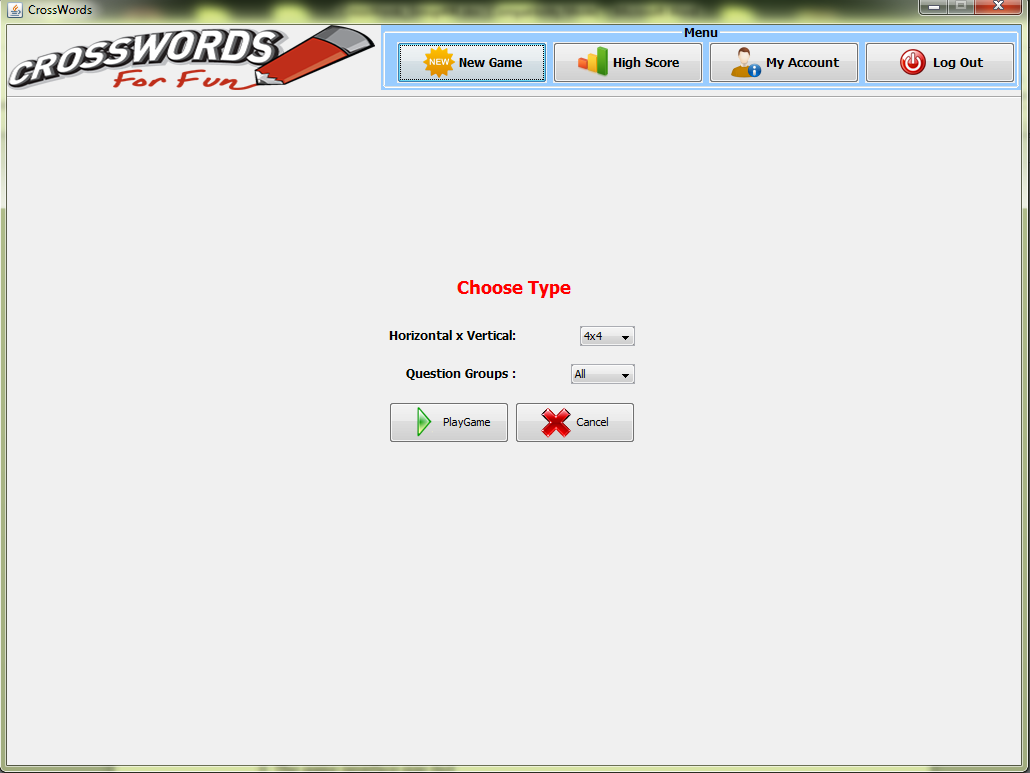 CrossWords
CROSSWORDS
For Fun
Menu
NEW New Game
High Score
My Account
Log Out
Choose Type
Horizontal x Vertical: 4x4
Question Groups : All
PlayGame
Cancel